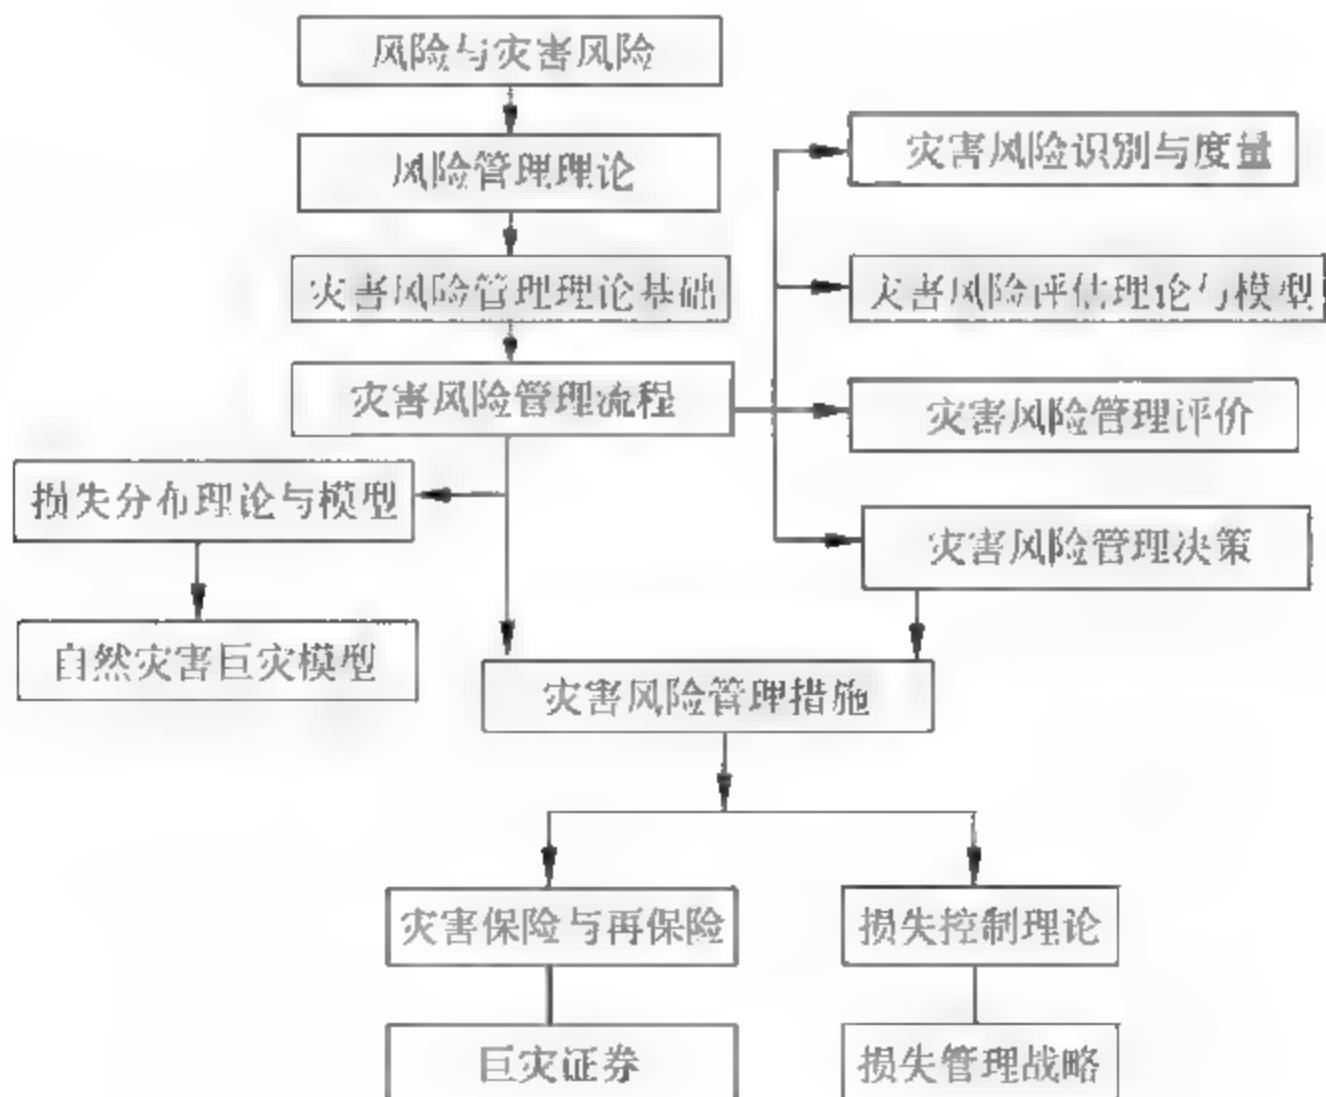 风险与灾害风险
风险管理理论
灾害风险管理理论基础
灾害风险管理流程
灾害风险识别与度量
灾害风险评估理论与模型
灾害风险管理评价
灾害风险管理决策
损失分布理论与模型
自然灾害巨灾模型
灾害风险管理措施
灾害保险与再保险
损失控制理论
巨灾证券
损失管理战略